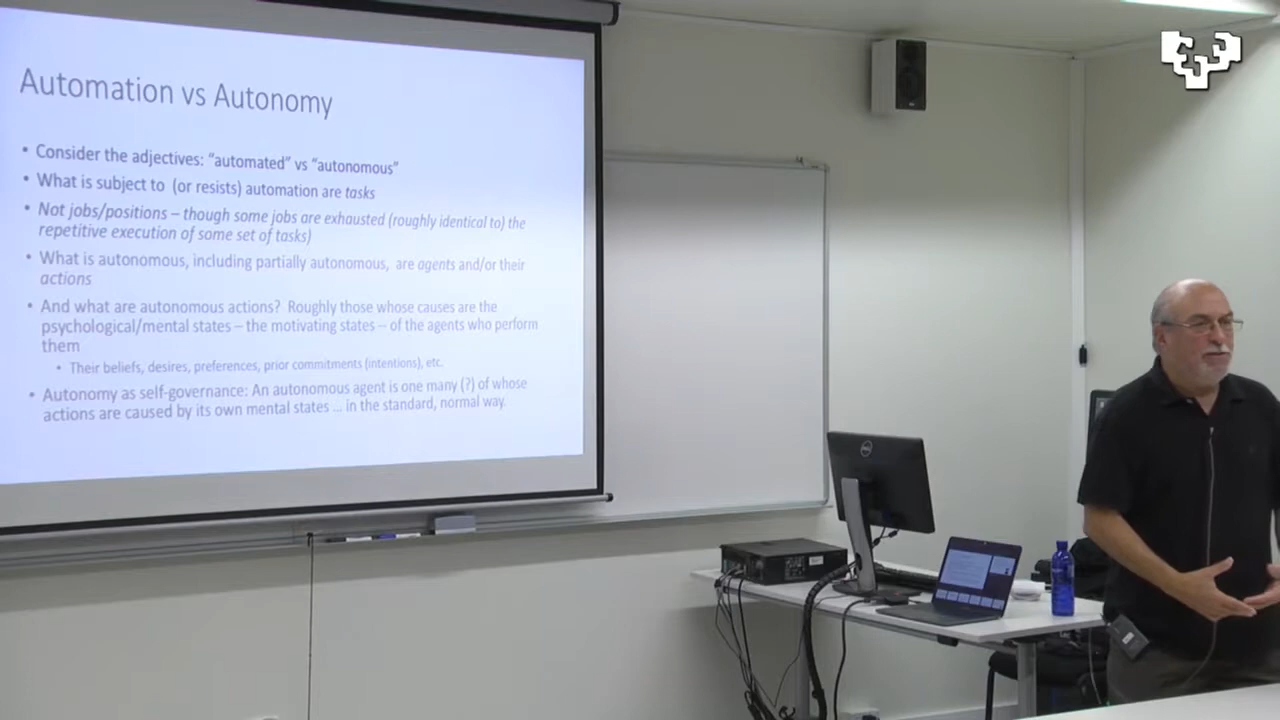 Automation vs Autonomy
• Consider the adjectives: "automated" vs "autonomous"
• What is subject to (or resists) automation are tasks
• Not jobs/positions – though some jobs are exhausted (roughly identical to) the
repetitive execution of some set of tasks)
• What is autonomous, including partially autonomous, are agents and/or their
actions
• And what are autonomous actions? Roughly those whose causes are the
psychological/mental states – the motivating states – of the agents who perform
them
• Their beliefs, desires, preferences, prior commitments (intentions), etc.
• Autonomy as self-governance: An autonomous agent is one many (?) of whose
actions are caused by its own mental states ... in the standard, normal way.
DELL